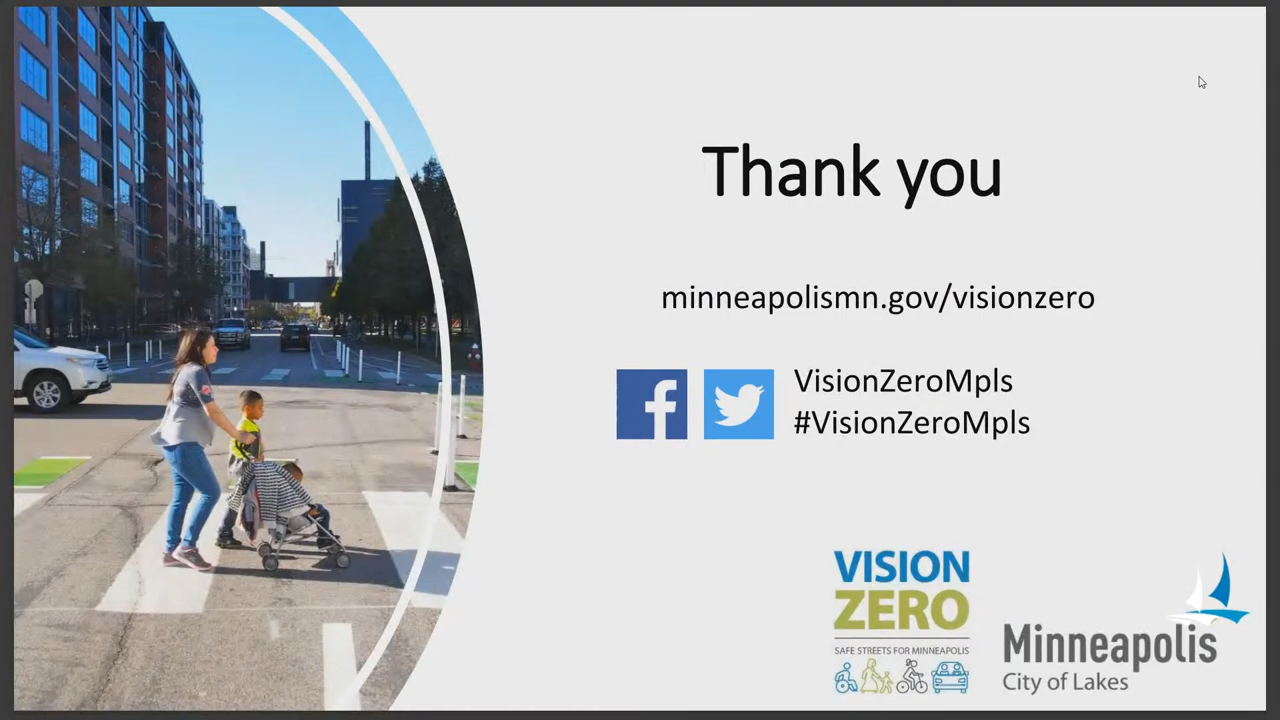 Thank you
minneapolismn.gov/visionzero
VisionZeroMpls
#VisionZeroMpls
VISION
ZERO
SAFE STREETS FOR MINNEAPOLIS
Minneapolis
City of Lakes